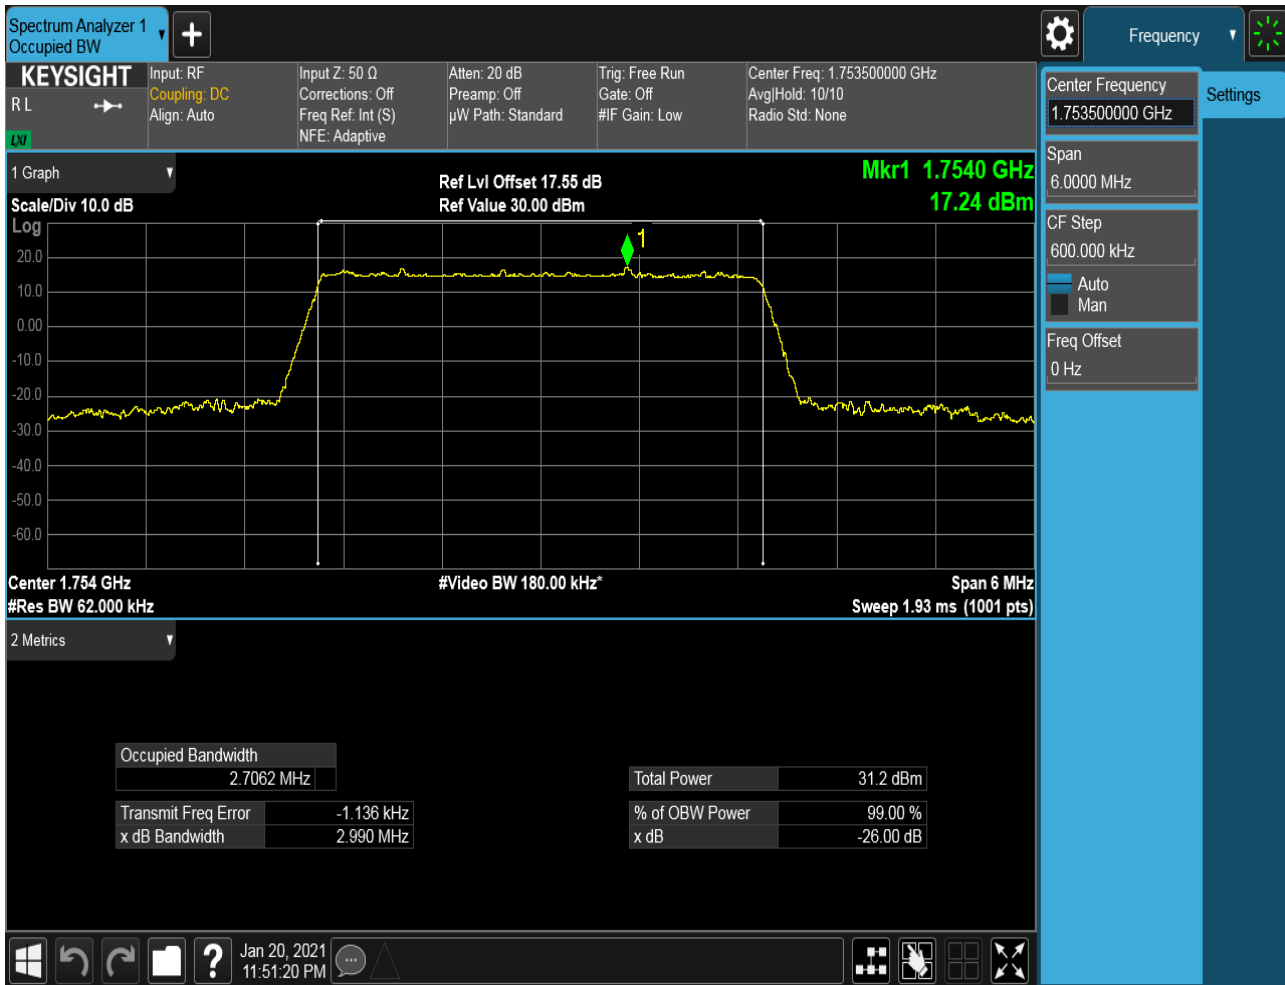 Spectrum Analyzer 1
Occupied BW
Frequency
KEYSIGHT
R L
LXI
Input: RF
Coupling: DC
Align: Auto
Input Z: 50 Ω
Corrections: Off
Freq Ref: Int (S)
NFE: Adaptive
Atten: 20 dB
Preamp: Off
µW Path: Standard
Trig: Free Run
Gate: Off
#IF Gain: Low
Center Freq: 1.753500000 GHz
Avg|Hold: 10/10
Radio Std: None
Center Frequency
1.753500000 GHz
Settings
Span
6.0000 MHz
CF Step
600.000 kHz
Auto
Man
Freq Offset
0 Hz
1 Graph
Scale/Div 10.0 dB
Ref Lvl Offset 17.55 dB
Ref Value 30.00 dBm
Mkr1 1.7540 GHz
17.24 dBm
Log
1
20.0
10.0
0.00
-10.0
-20.0
-30.0
-40.0
-50.0
-60.0
Center 1.754 GHz
#Video BW 180.00 kHz*
Span 6 MHz
#Res BW 62.000 kHz
Sweep 1.93 ms (1001 pts)
2 Metrics
Occupied Bandwidth
2.7062 MHz
Total Power 31.2 dBm
Transmit Freq Error -1.136 kHz
% of OBW Power 99.00 %
x dB Bandwidth 2.990 MHz
x dB -26.00 dB
?
Jan 20, 2021
11:51:20 PM